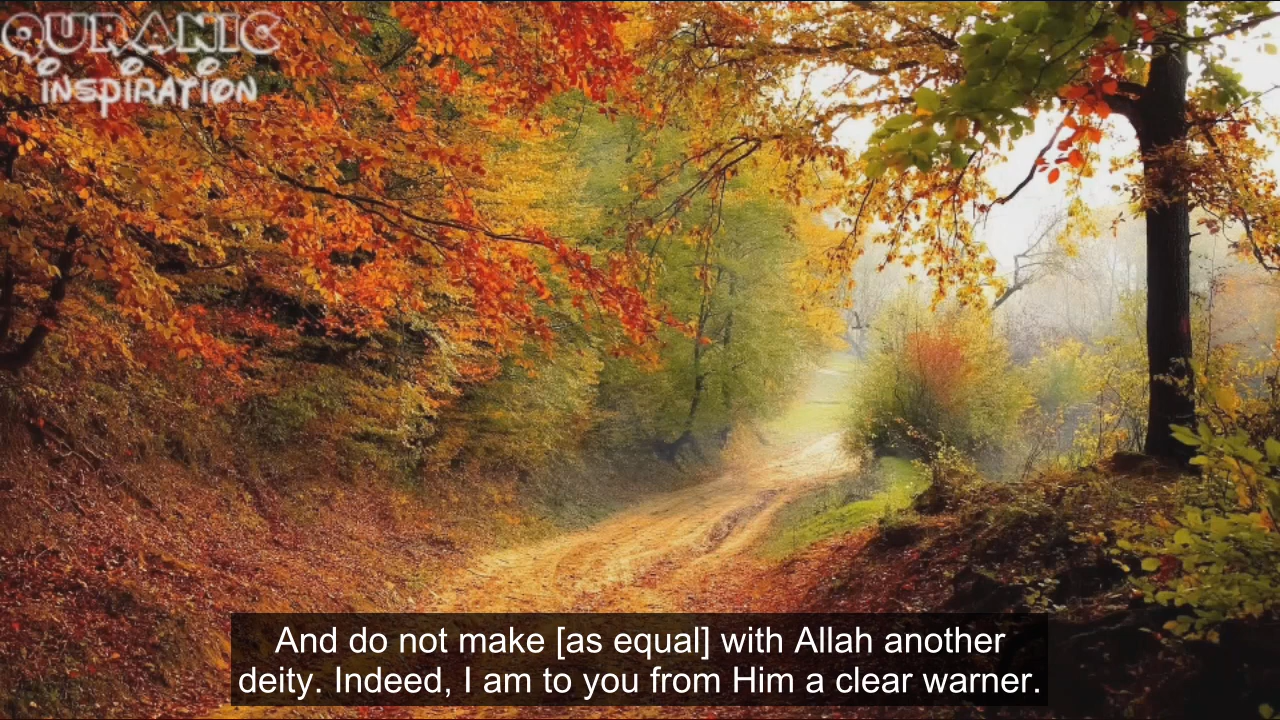 QURANIC
INSPIRATION
And do not make [as equal] with Allah another
deity. Indeed, I am to you from Him a clear warner.